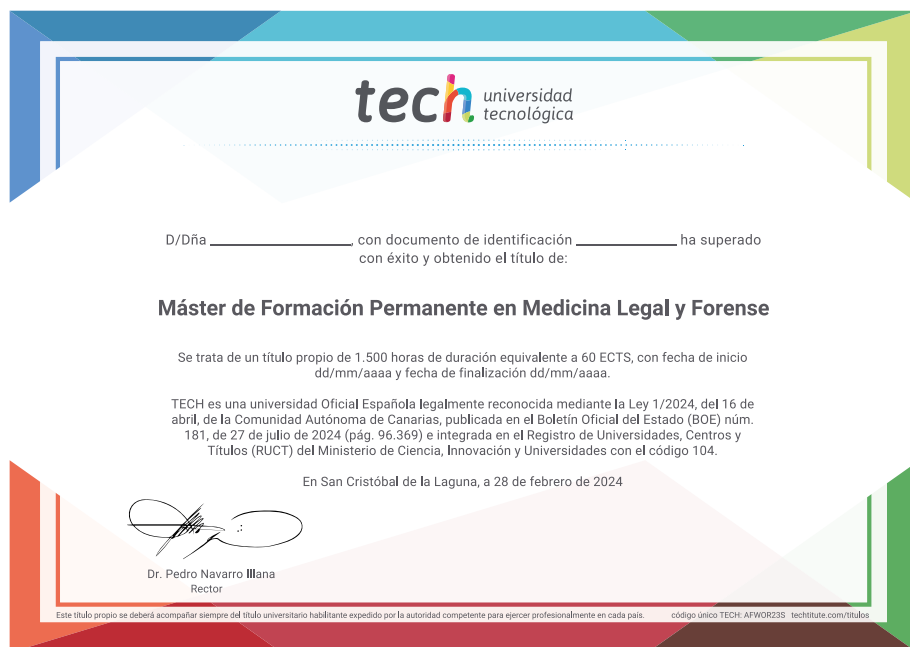 tech universidad
tecnológica
D/Dña ____________________, con documento de identificación ______________ ha superado
con éxito y obtenido el título de:
Máster de Formación Permanente en Medicina Legal y Forense
Se trata de un título propio de 1.500 horas de duración equivalente a 60 ECTS, con fecha de inicio
dd/mm/aaaa y fecha de finalización dd/mm/aaaa.
TECH es una universidad Oficial Española legalmente reconocida mediante la Ley 1/2024, del 16 de
abril, de la Comunidad Autónoma de Canarias, publicada en el Boletín Oficial del Estado (BOE) núm.
181, de 27 de julio de 2024 (pág. 96.369) e integrada en el Registro de Universidades, Centros y
Títulos (RUCT) del Ministerio de Ciencia, Innovación y Universidades con el código 104.
En San Cristóbal de la Laguna, a 28 de febrero de 2024
Dr. Pedro Navarro Illana
Rector
Este título propio se deberá acompañar siempre del título universitario habilitante expedido por la autoridad competente para ejercer profesionalmente en cada país. código único TECH: AFWOR23S techtitute.com/titulos